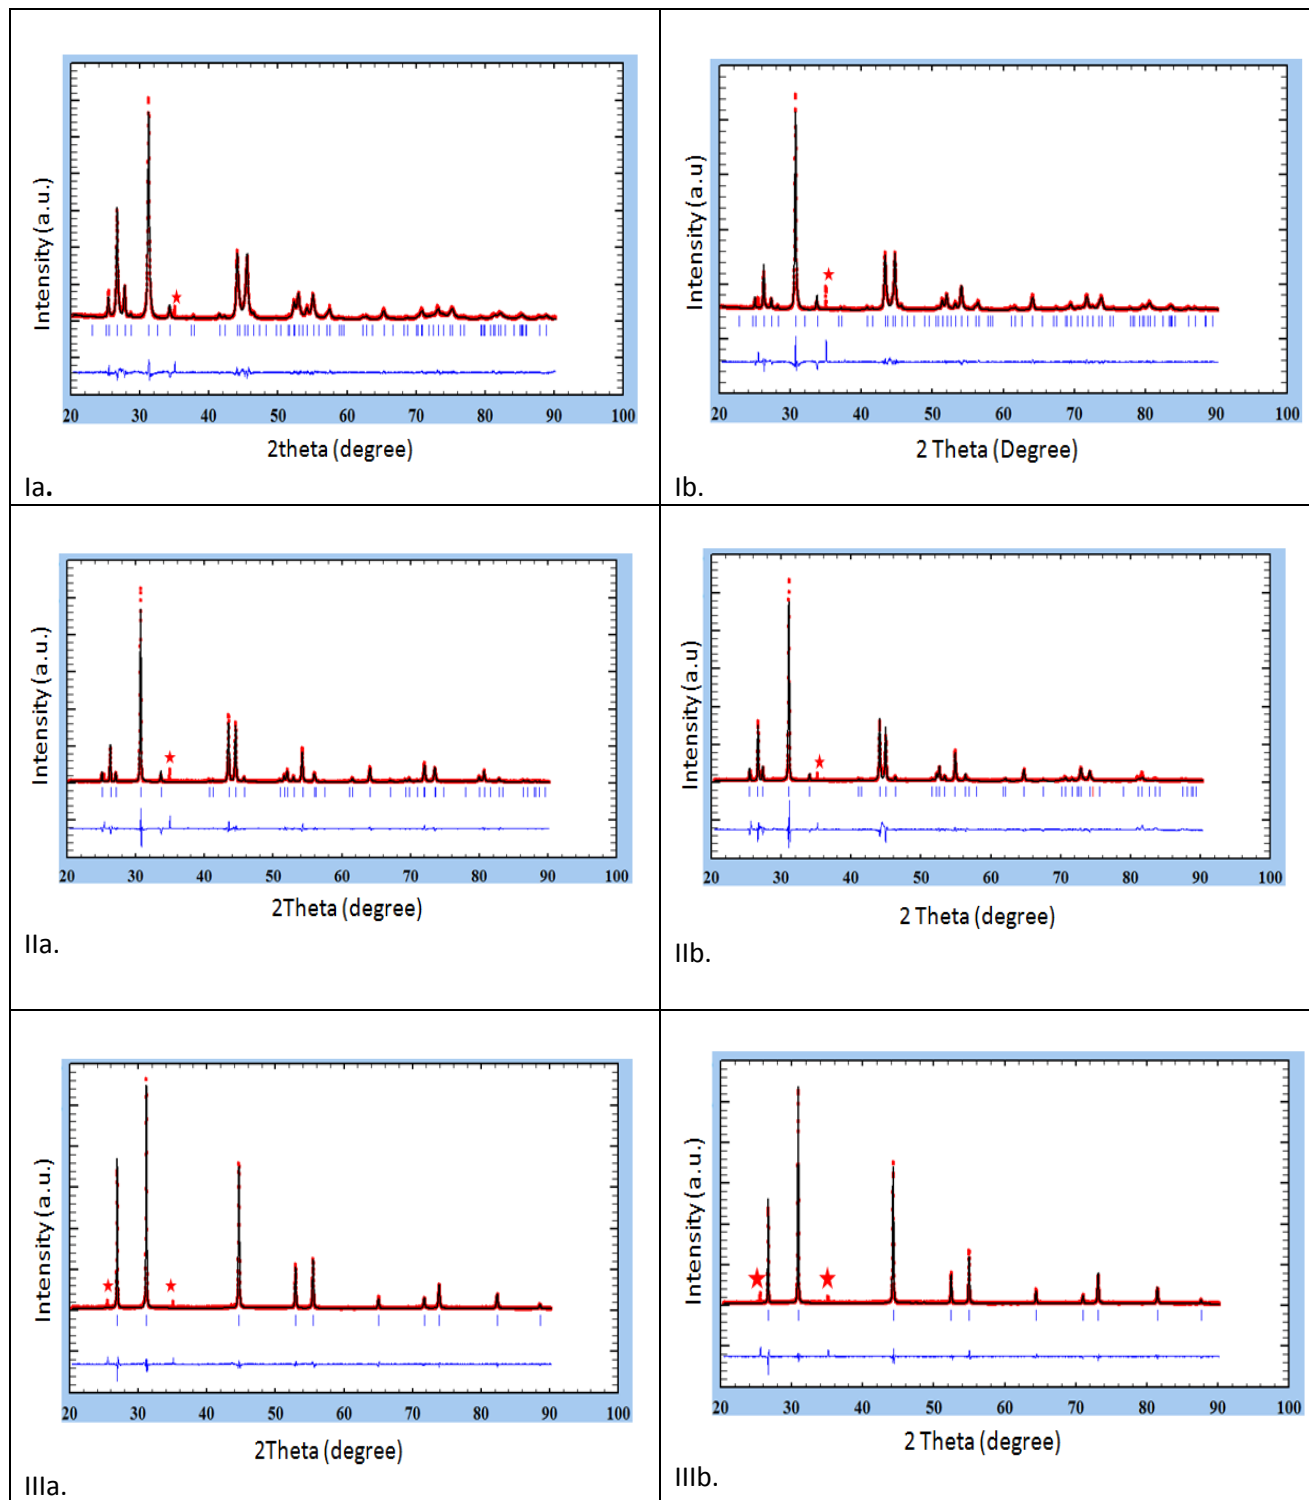 Intensity (a.u.)
20 30 40 50 60 70 80 90 100
2theta (degree)
Ia.
Intensity (a.u)
20 30 40 50 60 70 80 90 100
2 Theta (Degree)
Ib.
Intensity (a.u.)
20 30 40 50 60 70 80 90 100
2Theta (degree)
IIa.
Intensity (a.u)
20 30 40 50 60 70 80 90 100
2 Theta (degree)
IIb.
Intensity (a.u.)
20 30 40 50 60 70 80 90 100
2Theta (degree)
IIIa.
Intensity (a.u.)
20 30 40 50 60 70 80 90 100
2 Theta (degree)
IIIb.